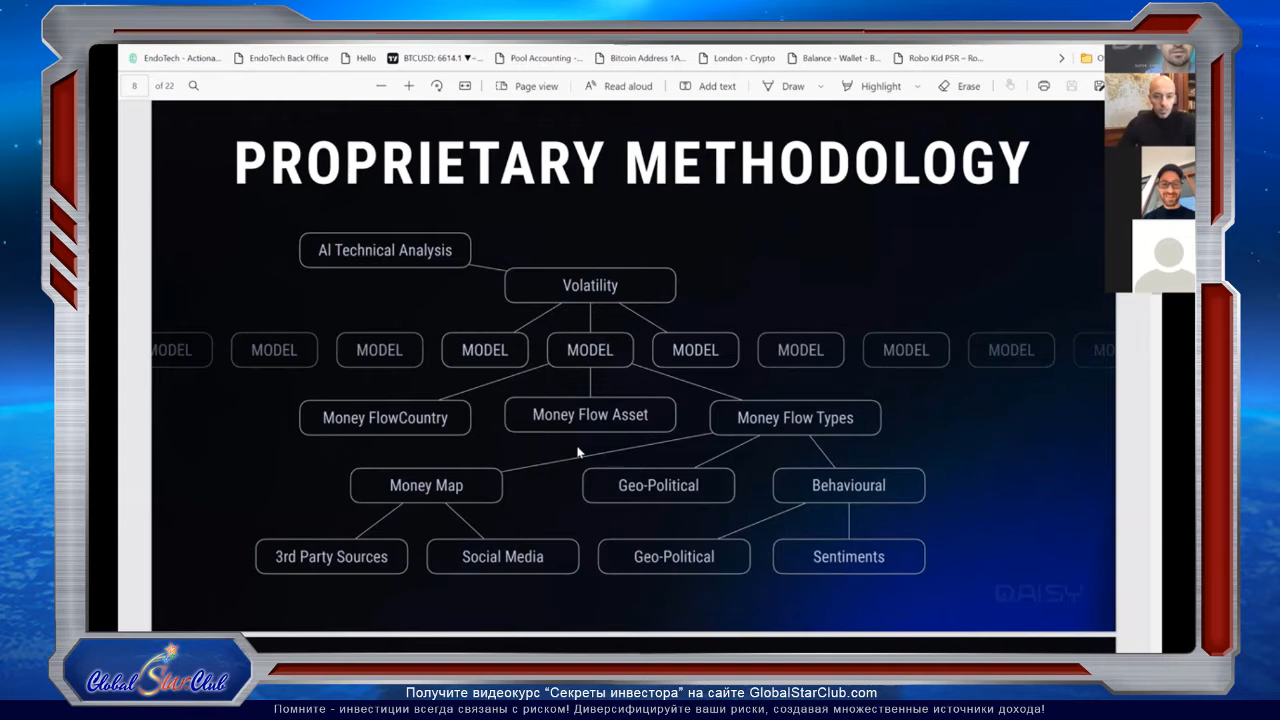 EndoTech - Actiona...
EndoTech Back Office
Hello
BTCUSD: 6614.1 ▼−...
Pool Accounting -...
Bitcoin Address 1A...
London - Crypto
Balance - Wallet - B...
Robo Kid PSR – Ro...
8 of 22
Page view
Read aloud
Add text
Draw
Highlight
Erase
PROPRIETARY METHODOLOGY
AI Technical Analysis
Volatility
MODEL
MODEL
MODEL
MODEL
MODEL
MODEL
MODEL
MODEL
MODEL
Money FlowCountry
Money Flow Asset
Money Flow Types
Money Map
Geo-Political
Behavioural
3rd Party Sources
Social Media
Geo-Political
Sentiments
DAISY
Global Star Club
Получите видеокурс “Секреты инвестора” на сайте GlobalStarClub.com
Помните - инвестиции всегда связаны с риском! Диверсифицируйте ваши риски, создавая множественные источники дохода!